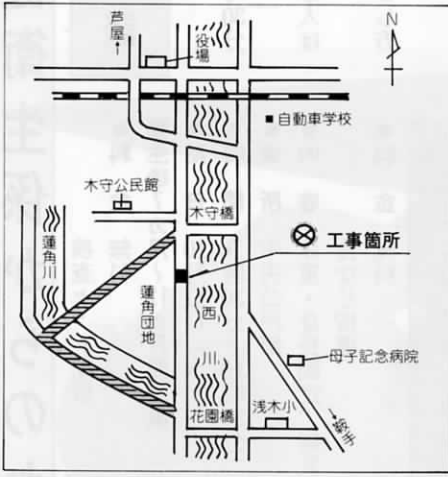 芦屋→
役場
N
■自動車学校
木守公民館
木守橋
蓮角川
⊗ 工事箇所
蓮角団地
西川
母子記念病院
花園橋
浅木小
→鞍手